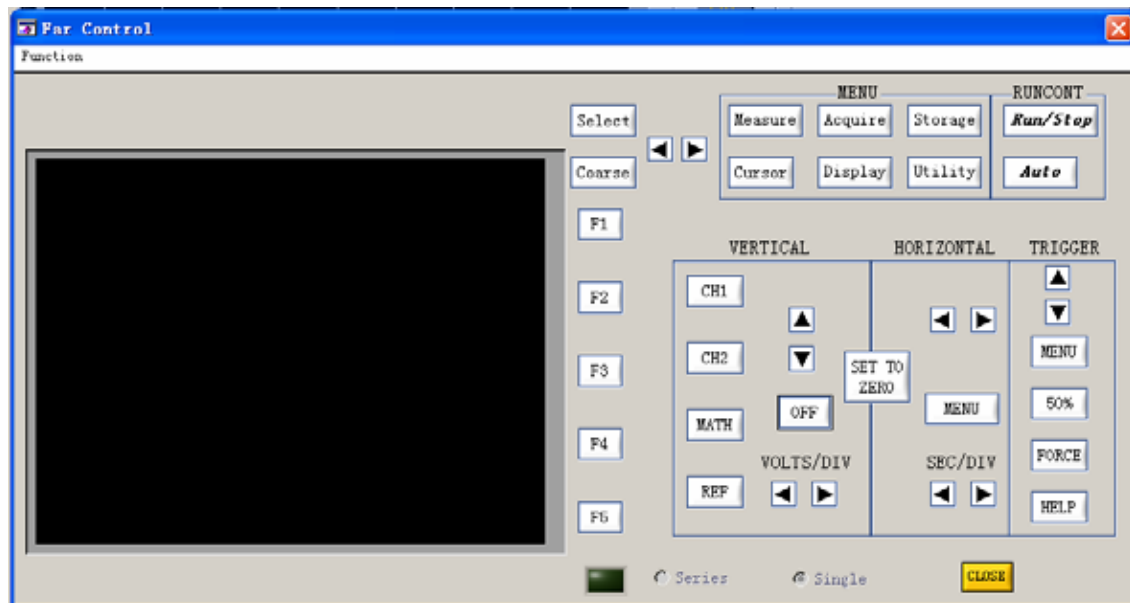 Far Control
Function
MENU
RUNCONT
Select
Measure
Acquire
Storage
Run/Stop
Coarse
Cursor
Display
Utility
Auto
F1
F2
F3
F4
F5
VERTICAL
HORIZONTAL
TRIGGER
CH1
CH2
MATH
REF
OFF
VOLTS/DIV
SET TO
ZERO
MENU
SEC/DIV
MENU
50%
FORCE
HELP
Series
Single
CLOSE